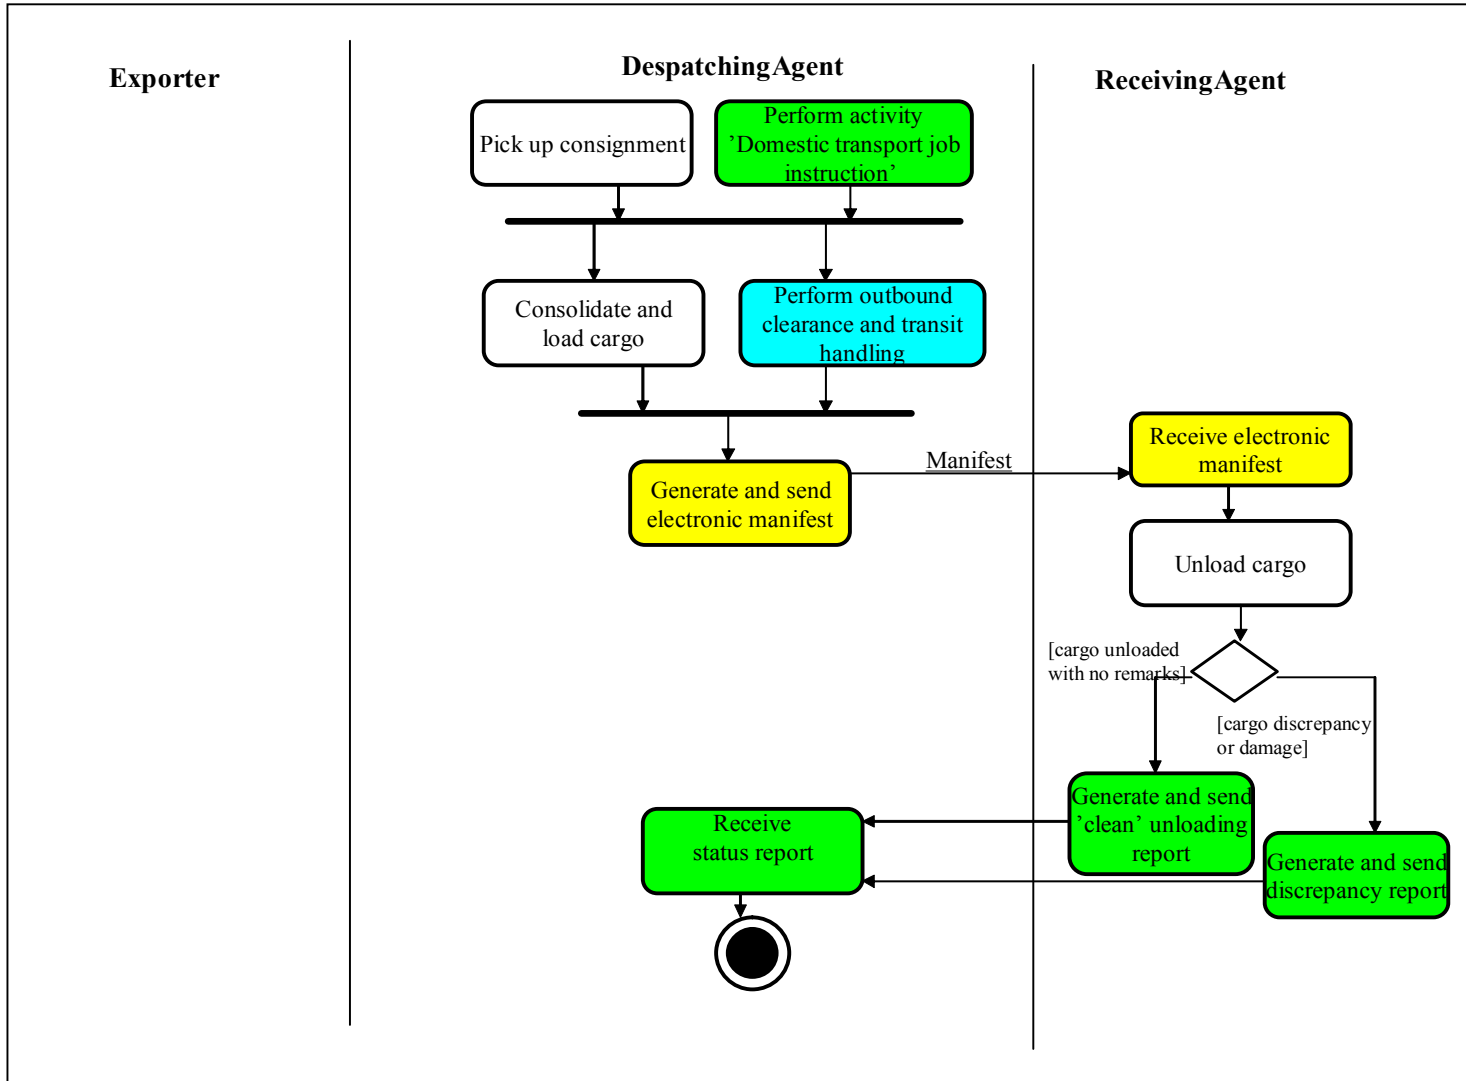 Exporter
DespatchingAgent
ReceivingAgent
Pick up consignment
Perform activity
’Domestic transport job
instruction’
Consolidate and
load cargo
Perform outbound
clearance and transit
handling
Manifest
Generate and send
electronic manifest
Receive electronic
manifest
Unload cargo
[cargo unloaded
with no remarks]
[cargo discrepancy
or damage]
Generate and send
’clean’ unloading
report
Receive
status report
Generate and send
discrepancy report